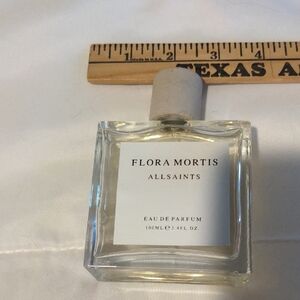 1 2 3 4
TEXAS A
FLORA MORTIS
ALLSAINTS
EAU DE PARFUM
100ML℮3.4FL OZ.